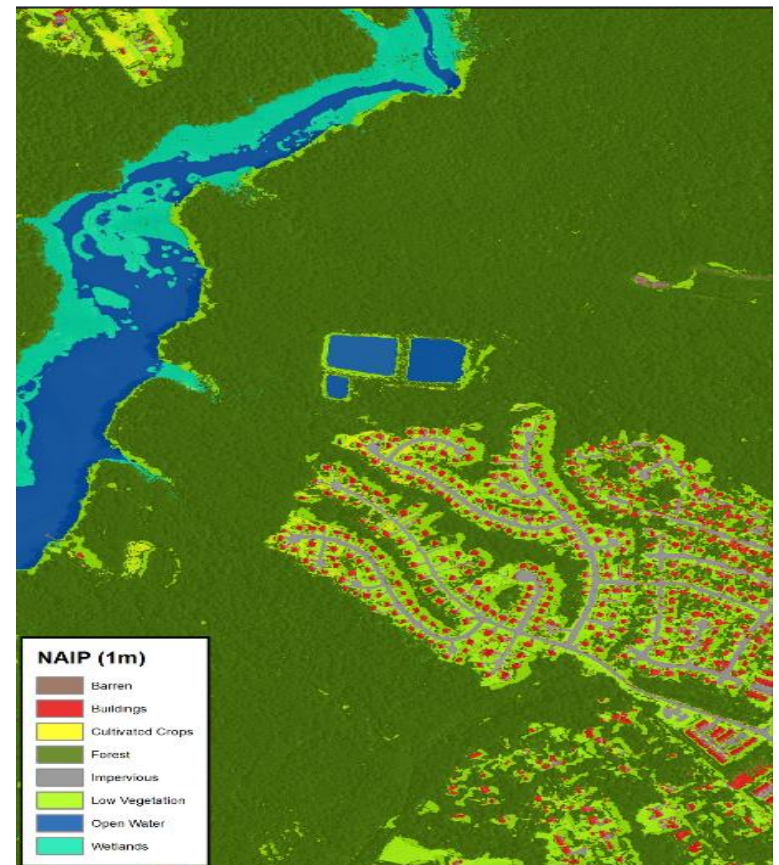 NAIP (1m)
Barren
Buildings
Cultivated Crops
Forest
Impervious
Low Vegetation
Open Water
Wetlands